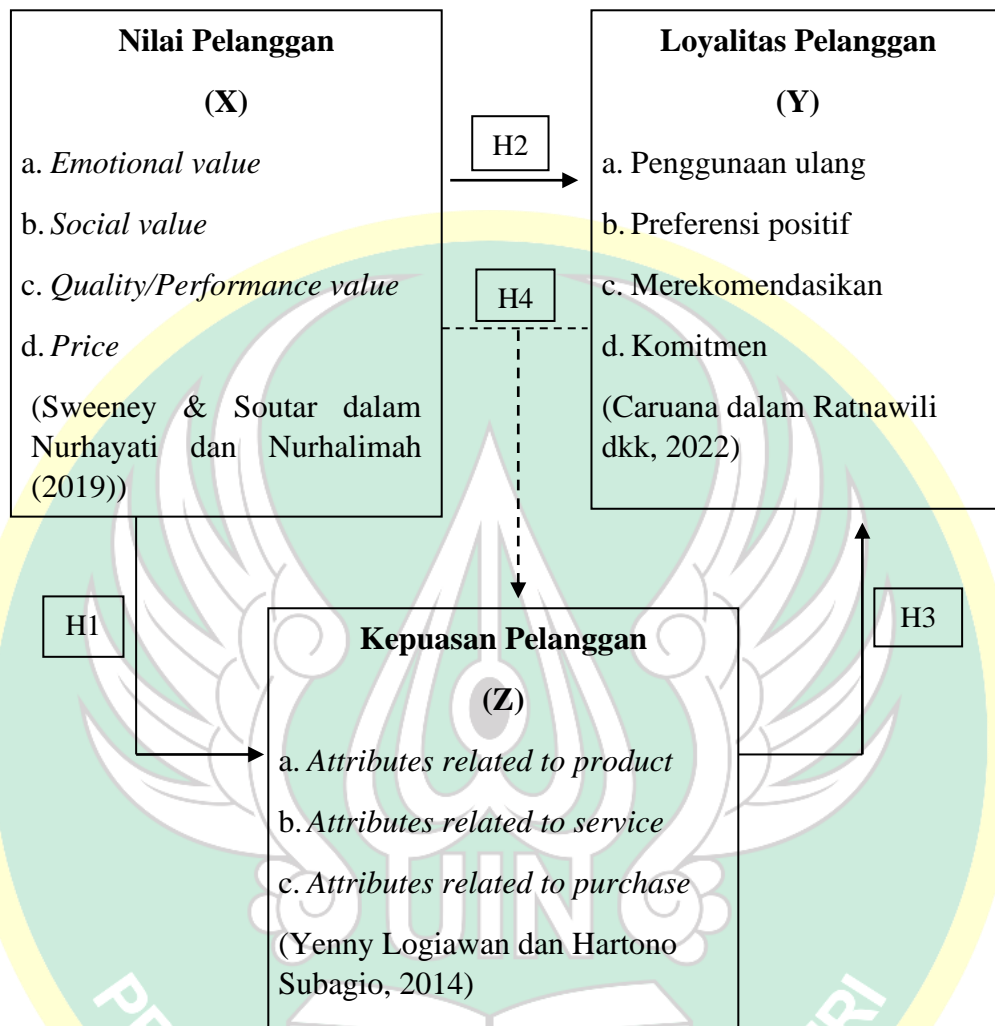 Nilai Pelanggan
(X)
a. Emotional value
b. Social value
c. Quality/Performance value
d. Price
(Sweeney & Soutar dalam
Nurhayati dan Nurhalimah
(2019))
H2
H4
Loyalitas Pelanggan
(Y)
a. Penggunaan ulang
b. Preferensi positif
c. Merekomendasikan
d. Komitmen
(Caruana dalam Ratnawili
dkk, 2022)
H1
H3
Kepuasan Pelanggan
(Z)
a. Attributes related to product
b. Attributes related to service
c. Attributes related to purchase
(Yenny Logiawan dan Hartono
Subagio, 2014)
UIN